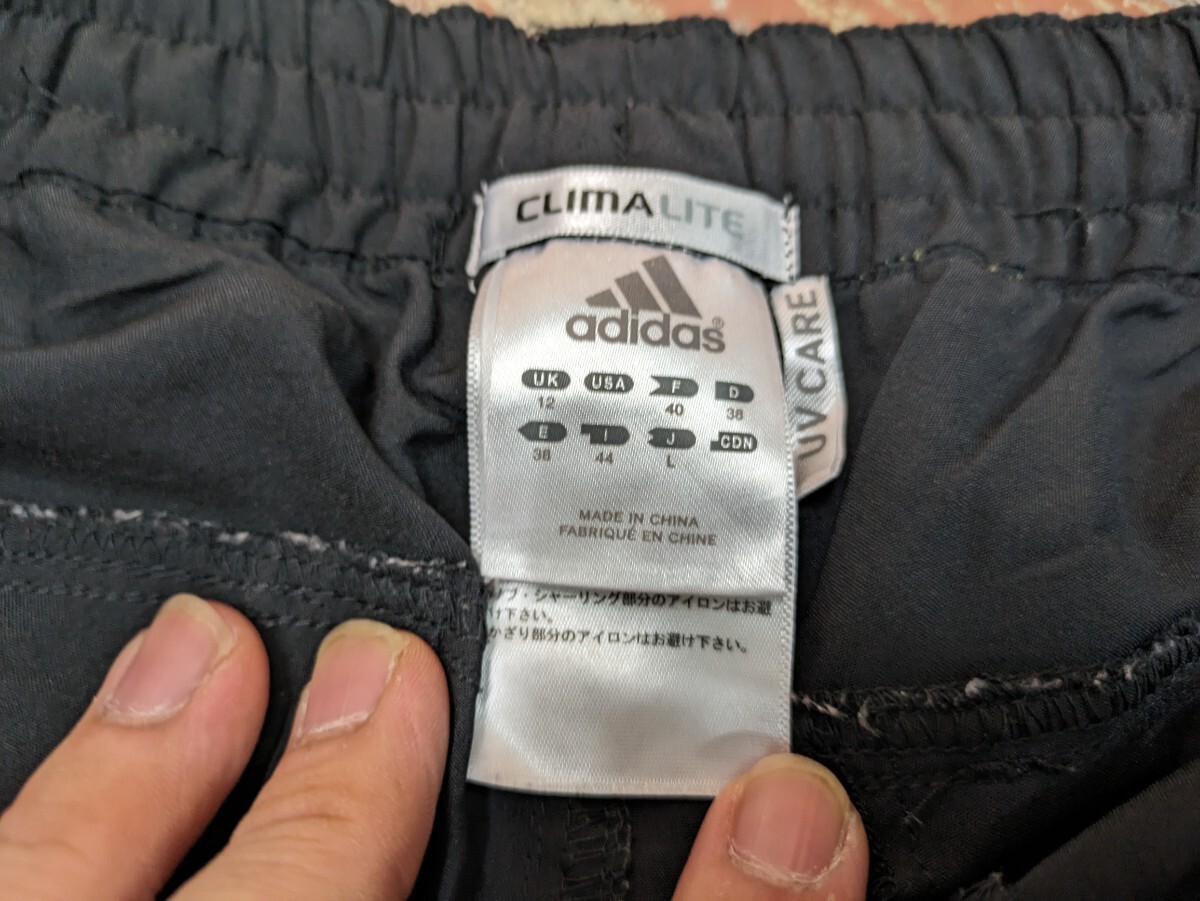 CLIMALITE
adidas®
UK USA F D
12 40 38
E I J CDN
38 44 L
MADE IN CHINA
FABRIQUÉ EN CHINE
・シャーリング部分のアイロンはお避
け下さい。
かざり部分のアイロンはお避け下さい。
UV CARE